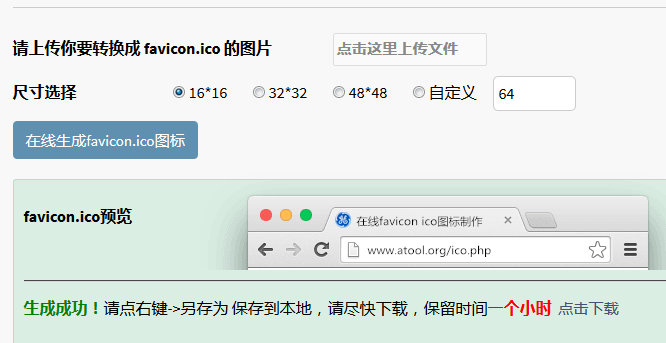 请上传你要转换成 favicon.ico 的图片 点击这里上传文件
尺寸选择 16*16 32*32 48*48 自定义 64
在线生成favicon.ico图标
favicon.ico预览
在线favicon ico图标制作
www.atool.org/ico.php
生成成功！请点右键->另存为 保存到本地，请尽快下载，保留时间一个小时 点击下载